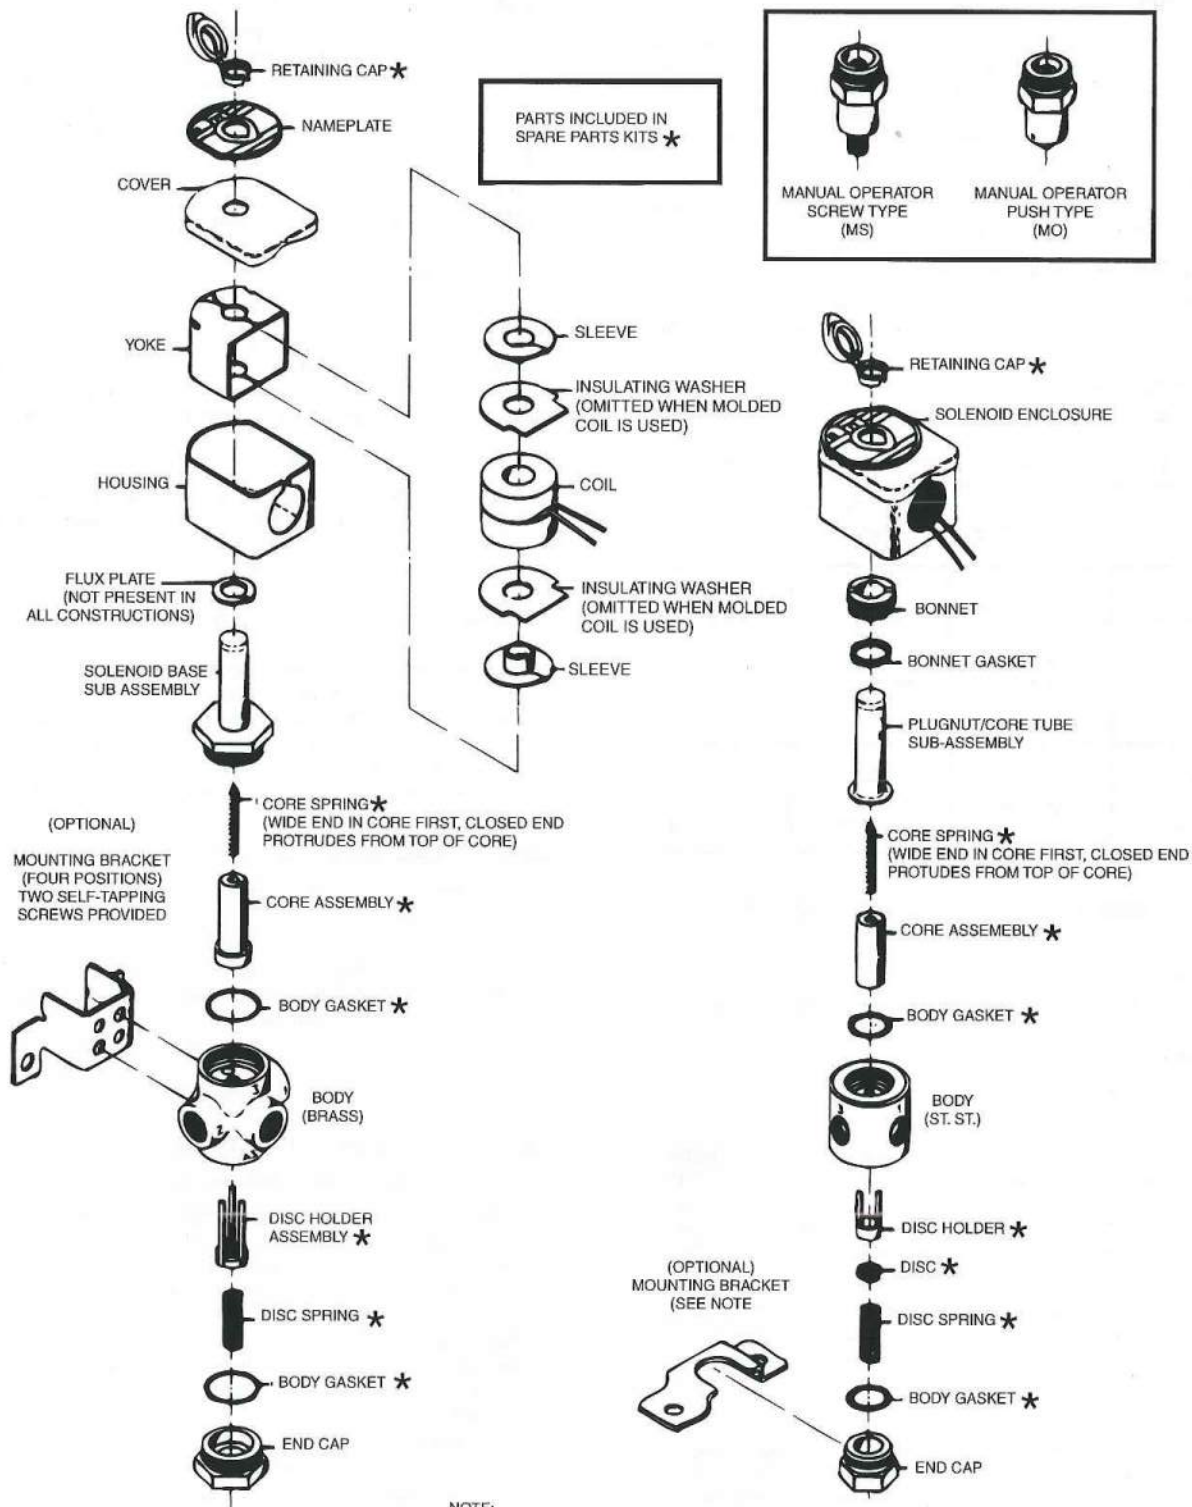 RETAINING CAP *
NAMEPLATE
COVER
YOKE
HOUSING
FLUX PLATE
(NOT PRESENT IN
ALL CONSTRUCTIONS)
SOLENOID BASE
SUB ASSEMBLY
CORE SPRING *
(WIDE END IN CORE FIRST, CLOSED END
PROTRUDES FROM TOP OF CORE)
(OPTIONAL)
MOUNTING BRACKET
(FOUR POSITIONS)
TWO SELF-TAPPING
SCREWS PROVIDED
CORE ASSEMBLY *
BODY GASKET *
3
2
1
BODY
(BRASS)
DISC HOLDER
ASSEMBLY *
DISC SPRING *
BODY GASKET *
END CAP
PARTS INCLUDED IN
SPARE PARTS KITS *
SLEEVE
INSULATING WASHER
(OMITTED WHEN MOLDED
COIL IS USED)
COIL
INSULATING WASHER
(OMITTED WHEN MOLDED
COIL IS USED)
SLEEVE
MANUAL OPERATOR
SCREW TYPE
(MS)
MANUAL OPERATOR
PUSH TYPE
(MO)
RETAINING CAP *
SOLENOID ENCLOSURE
BONNET
BONNET GASKET
PLUGNUT/CORE TUBE
SUB-ASSEMBLY
CORE SPRING *
(WIDE END IN CORE FIRST, CLOSED END
PROTUDES FROM TOP OF CORE)
CORE ASSEMEBLY *
BODY GASKET *
3 1
BODY
(ST. ST.)
DISC HOLDER *
DISC *
DISC SPRING *
(OPTIONAL)
MOUNTING BRACKET
(SEE NOTE
BODY GASKET *
END CAP
NOTE: